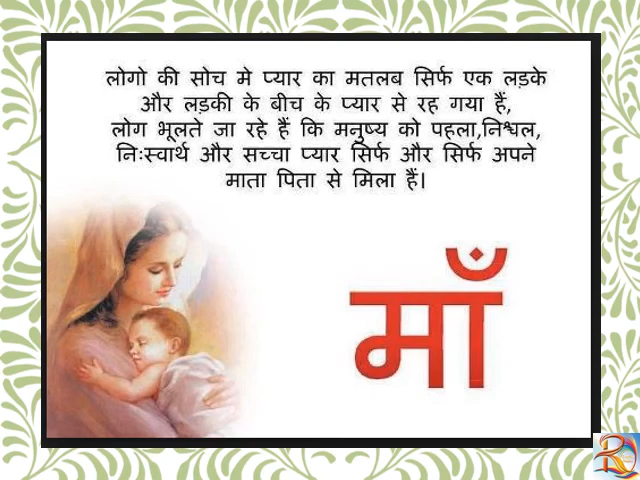 लोगो की सोच मे प्यार का मतलब सिर्फ एक लड़के
और लड़की के बीच के प्यार से रह गया हैं,
लोग भूलते जा रहे हैं कि मनुष्य को पहला,निश्चल,
निःस्वार्थ और सच्चा प्यार सिर्फ और सिर्फ अपने
माता पिता से मिला हैं।
माँ
R